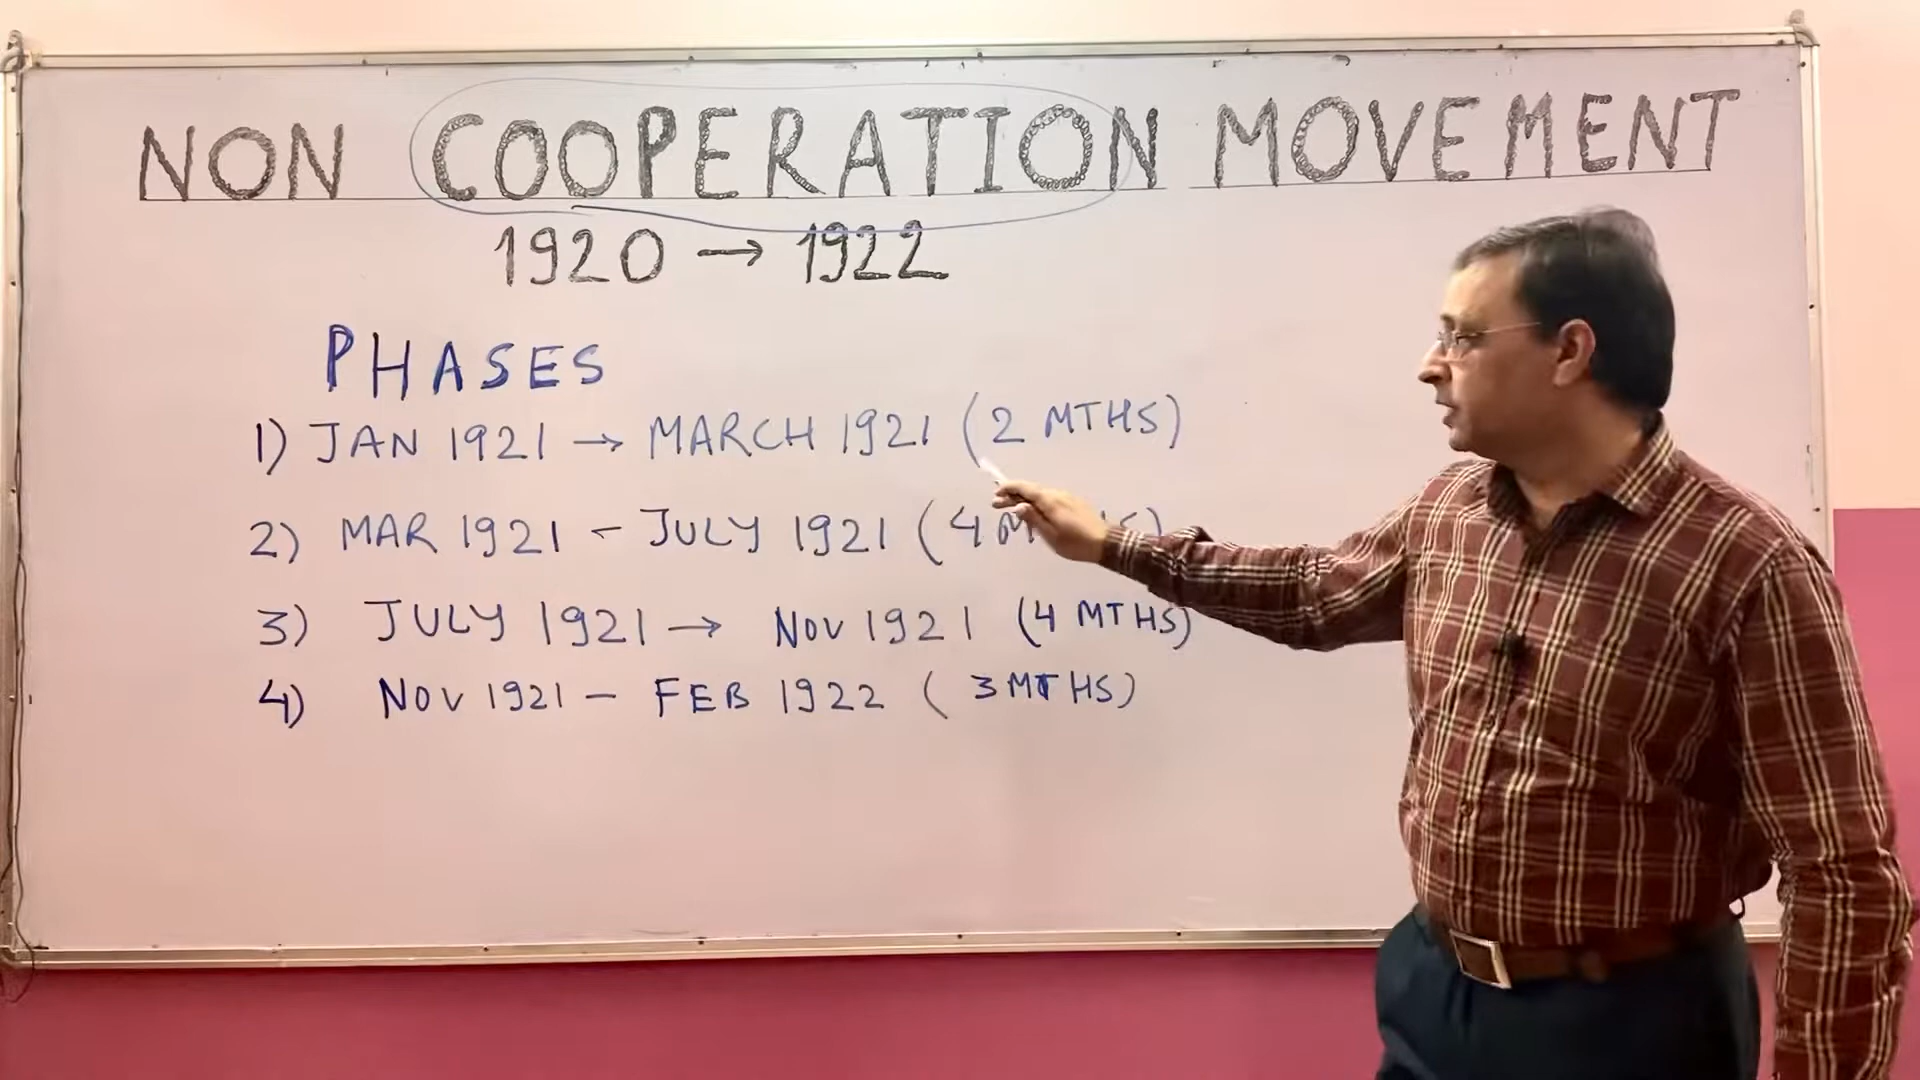 NON COOPERATION MOVEMENT
1920 → 1922
PHASES
1) JAN 1921 → MARCH 1921 (2 MTHS)
2) MAR 1921 - JULY 1921 (4
3) JULY 1921 → NOV 1921 (4 MTHS)
4) NOV 1921 - FEB 1922 (3 MTHS)